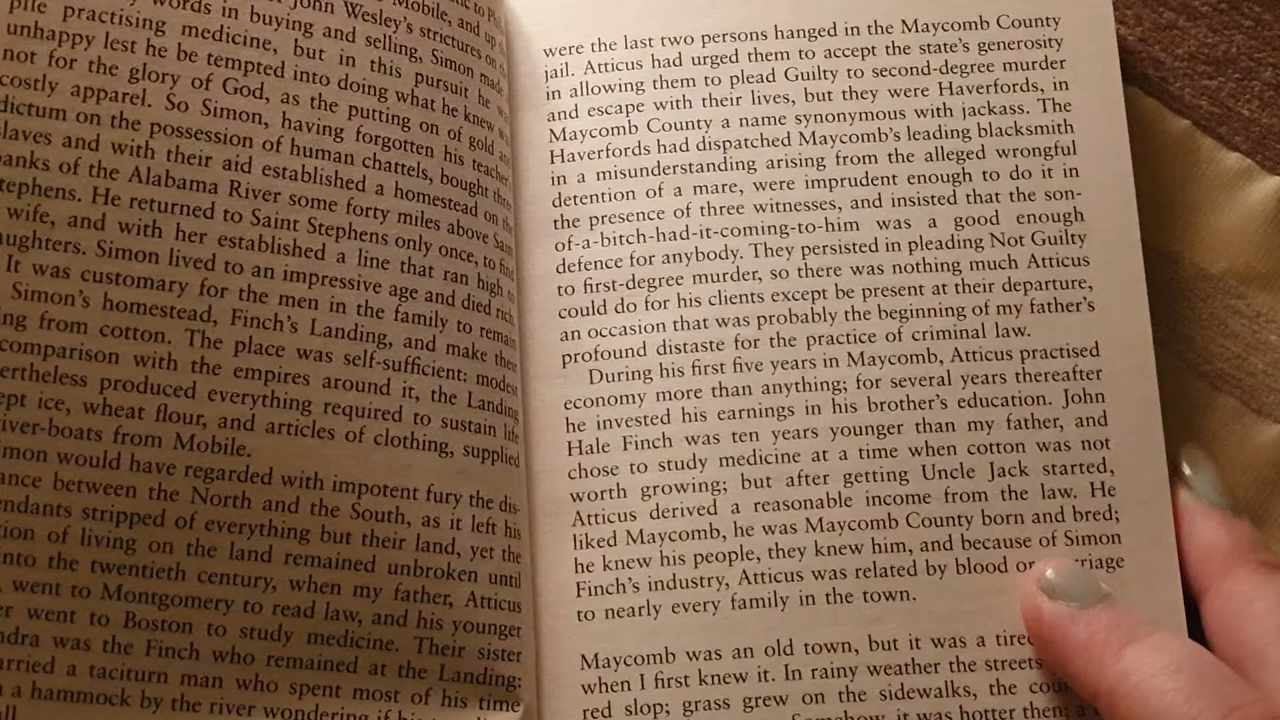 pile practising medicine, but in this pursuit he
unhappy lest he be tempted into doing what he knew
not for the glory of God, as the putting on of gold and
costly apparel. So Simon, having forgotten his teacher's
dictum on the possession of human chattels, bought three
slaves and with their aid established a homestead on the
banks of the Alabama River some forty miles above Saint
Stephens. He returned to Saint Stephens only once, to find
wife, and with her established a line that ran high to
daughters. Simon lived to an impressive age and died rich
It was customary for the men in the family to remain
Simon's homestead, Finch's Landing, and make their
ing from cotton. The place was self-sufficient: modest
comparison with the empires around it, the Landing
ertheless produced everything required to sustain life
ept ice, wheat flour, and articles of clothing, supplied
river-boats from Mobile.
imon would have regarded with impotent fury the dis-
ance between the North and the South, as it left his
endants stripped of everything but their land, yet the
tion of living on the land remained unbroken until
into the twentieth century, when my father, Atticus
, went to Montgomery to read law, and his younger
er went to Boston to study medicine. Their sister
ndra was the Finch who remained at the Landing:
arried a taciturn man who spent most of his time
a hammock by the river wondering if his
were the last two persons hanged in the Maycomb County
jail. Atticus had urged them to accept the state's generosity
in allowing them to plead Guilty to second-degree murder
and escape with their lives, but they were Haverfords, in
Maycomb County a name synonymous with jackass. The
Haverfords had dispatched Maycomb's leading blacksmith
in a misunderstanding arising from the alleged wrongful
detention of a mare, were imprudent enough to do it in
the presence of three witnesses, and insisted that the son-
of-a-bitch-had-it-coming-to-him was a good enough
defence for anybody. They persisted in pleading Not Guilty
to first-degree murder, so there was nothing much Atticus
could do for his clients except be present at their departure,
an occasion that was probably the beginning of my father's
profound distaste for the practice of criminal law.
During his first five years in Maycomb, Atticus practised
economy more than anything; for several years thereafter
he invested his earnings in his brother's education. John
Hale Finch was ten years younger than my father, and
chose to study medicine at a time when cotton was not
worth growing; but after getting Uncle Jack started,
Atticus derived a reasonable income from the law. He
liked Maycomb, he was Maycomb County born and bred;
he knew his people, they knew him, and because of Simon
Finch's industry, Atticus was related by blood or riage
to nearly every family in the town.
Maycomb was an old town, but it was a tired
when I first knew it. In rainy weather the streets
red slop; grass grew on the sidewalks, the cou
it was hotter then; a